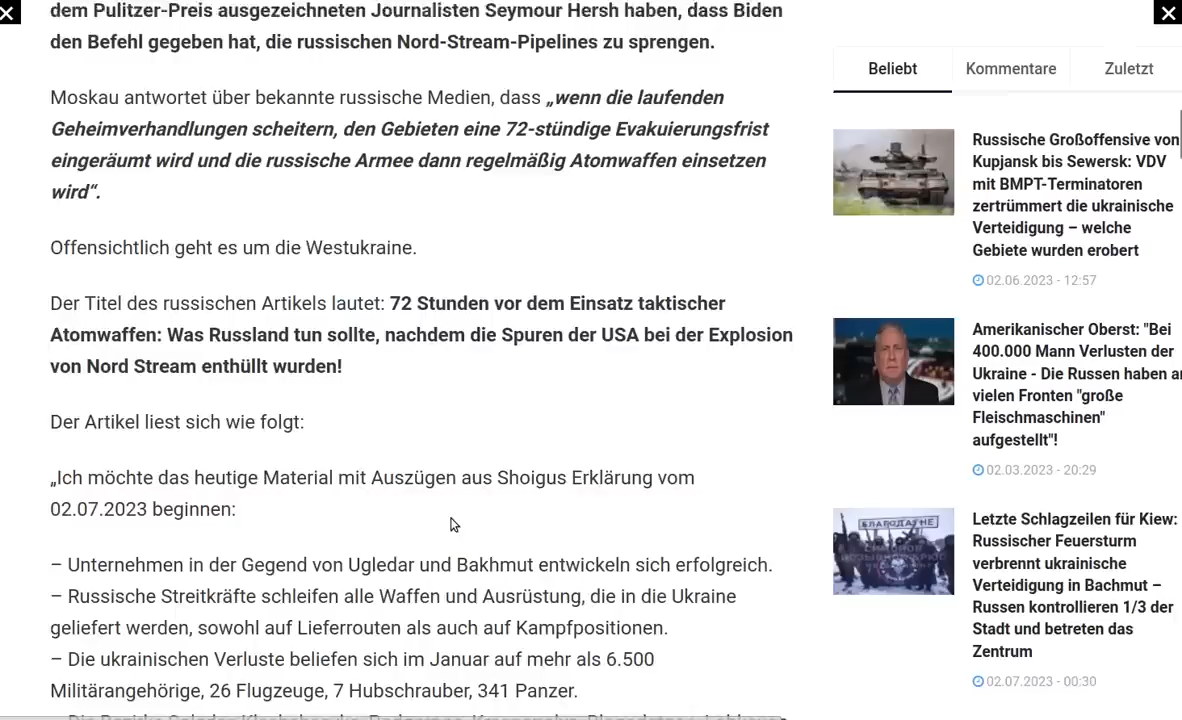 dem Pulitzer-Preis ausgezeichneten Journalisten Seymour Hersh haben, dass Biden
den Befehl gegeben hat, die russischen Nord-Stream-Pipelines zu sprengen.
Moskau antwortet über bekannte russische Medien, dass „wenn die laufenden
Geheimverhandlungen scheitern, den Gebieten eine 72-stündige Evakuierungsfrist
eingeräumt wird und die russische Armee dann regelmäßig Atomwaffen einsetzen
wird“.
Offensichtlich geht es um die Westukraine.
Der Titel des russischen Artikels lautet: 72 Stunden vor dem Einsatz taktischer
Atomwaffen: Was Russland tun sollte, nachdem die Spuren der USA bei der Explosion
von Nord Stream enthüllt wurden!
Der Artikel liest sich wie folgt:
„Ich möchte das heutige Material mit Auszügen aus Shoigus Erklärung vom
02.07.2023 beginnen:
– Unternehmen in der Gegend von Ugledar und Bakhmut entwickeln sich erfolgreich.
– Russische Streitkräfte schleifen alle Waffen und Ausrüstung, die in die Ukraine
geliefert werden, sowohl auf Lieferrouten als auch auf Kampfpositionen.
– Die ukrainischen Verluste beliefen sich im Januar auf mehr als 6.500
Militärangehörige, 26 Flugzeuge, 7 Hubschrauber, 341 Panzer.
Beliebt
Kommentare
Zuletzt
Russische Großoffensive von
Kupjansk bis Sewersk: VDV
mit BMPT-Terminatoren
zertrümmert die ukrainische
Verteidigung – welche
Gebiete wurden erobert
02.06.2023 - 12:57
Amerikanischer Oberst: "Bei
400.000 Mann Verlusten der
Ukraine - Die Russen haben an
vielen Fronten "große
Fleischmaschinen"
aufgestellt"!
02.03.2023 - 20:29
Letzte Schlagzeilen für Kiew:
Russischer Feuersturm
verbrennt ukrainische
Verteidigung in Bachmut –
Russen kontrollieren 1/3 der
Stadt und betreten das
Zentrum
02.07.2023 - 00:30